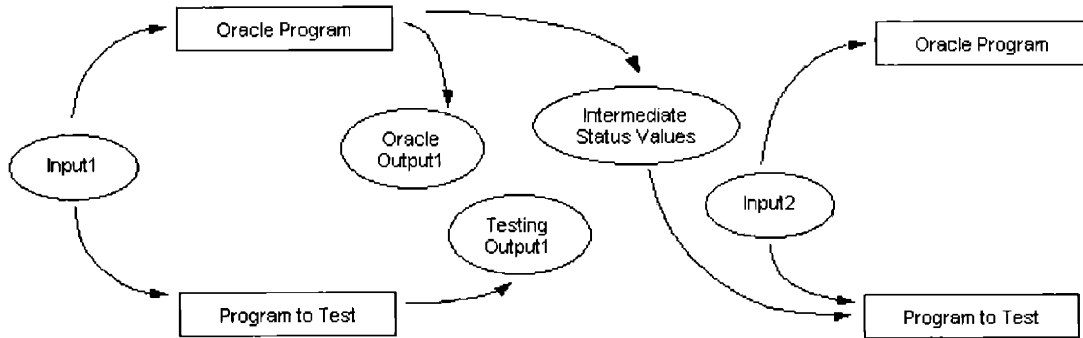 Oracle Program
Oracle Program
Intermediate
Status Values
Oracle
Output1
Input1
Input2
Testing
Output1
Program to Test
Program to Test